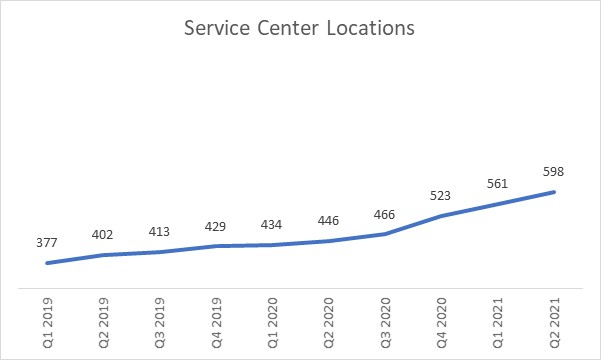 Service Center Locations
377
402
413
429
434
446
466
523
561
598
Q1 2019
Q2 2019
Q3 2019
Q4 2019
Q1 2020
Q2 2020
Q3 2020
Q4 2020
Q1 2021
Q2 2021